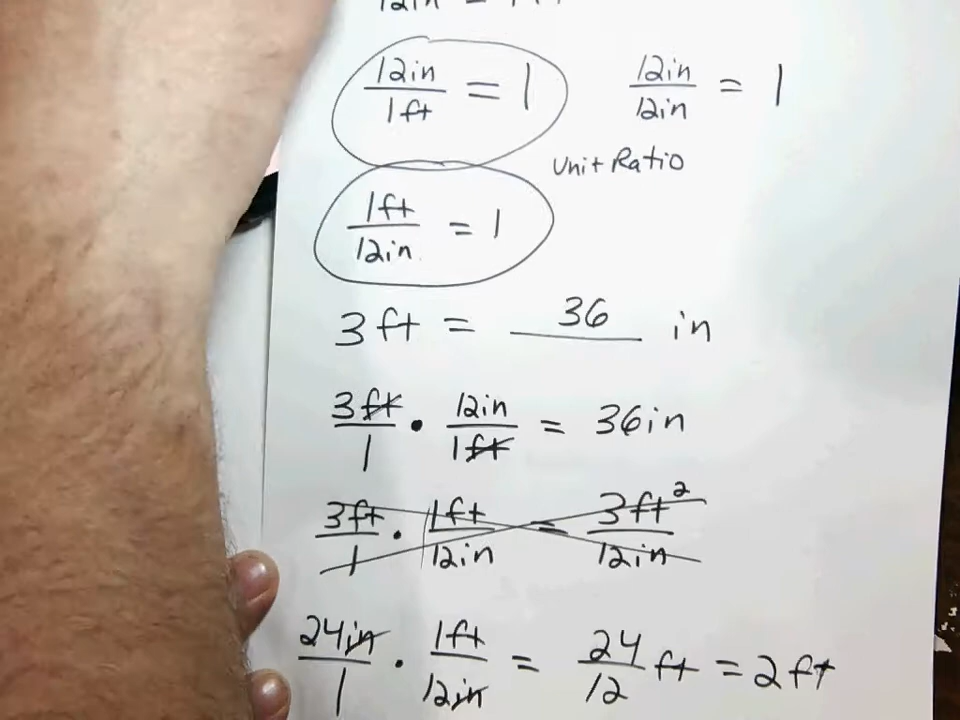 12in/1ft = 1 12in/12in = 1
Unit Ratio
1ft/12in = 1
3ft = 36 in
3ft/1 · 12in/1ft = 36in
3ft/1 · 1ft/12in = 3ft²/12in
24in/1 · 1ft/12in = 24/12 ft = 2ft